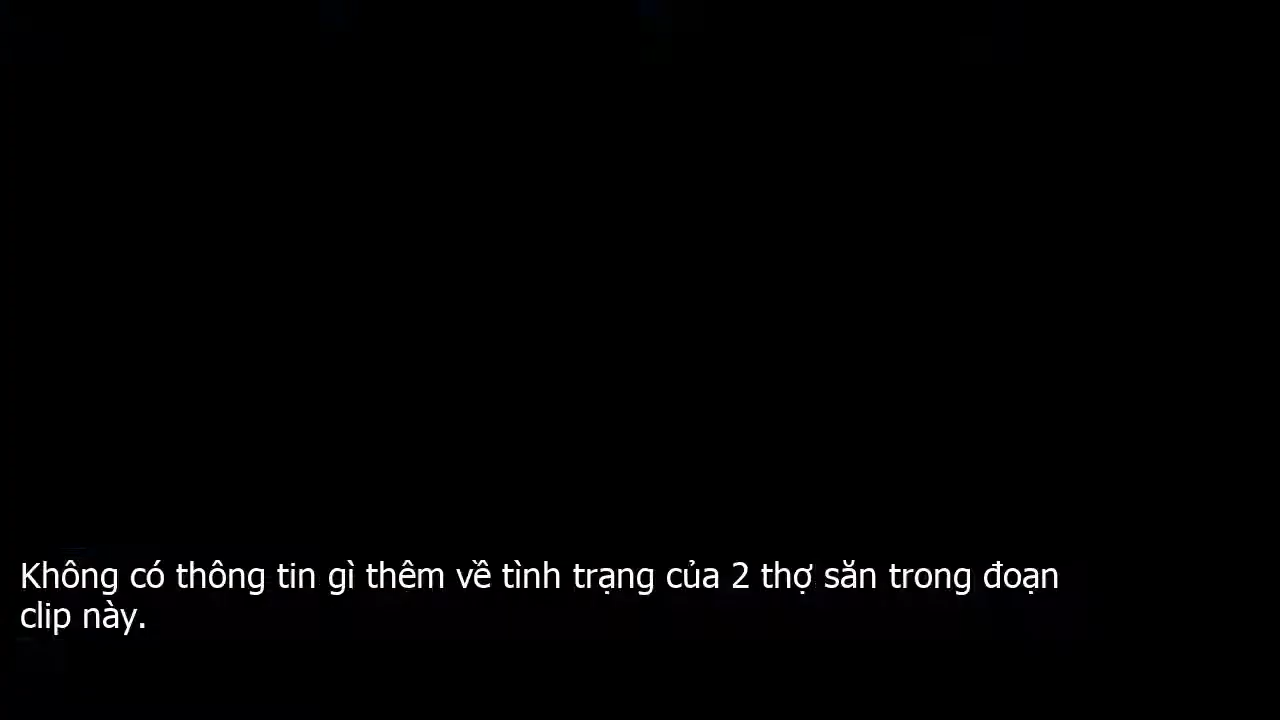 Không có thông tin gì thêm về tình trạng của 2 thợ săn trong đoạn
clip này.